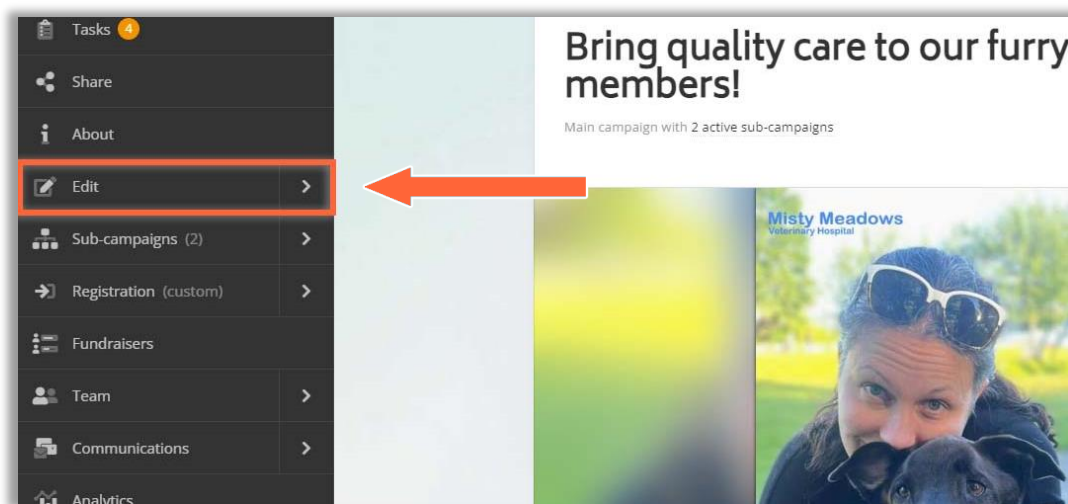 Tasks 4
Share
About
Edit
Sub-campaigns (2)
Registration (custom)
Fundraisers
Team
Communications
Analytics
Bring quality care to our furry
members!
Main campaign with 2 active sub-campaigns
Misty Meadows
Veterinary Hospital